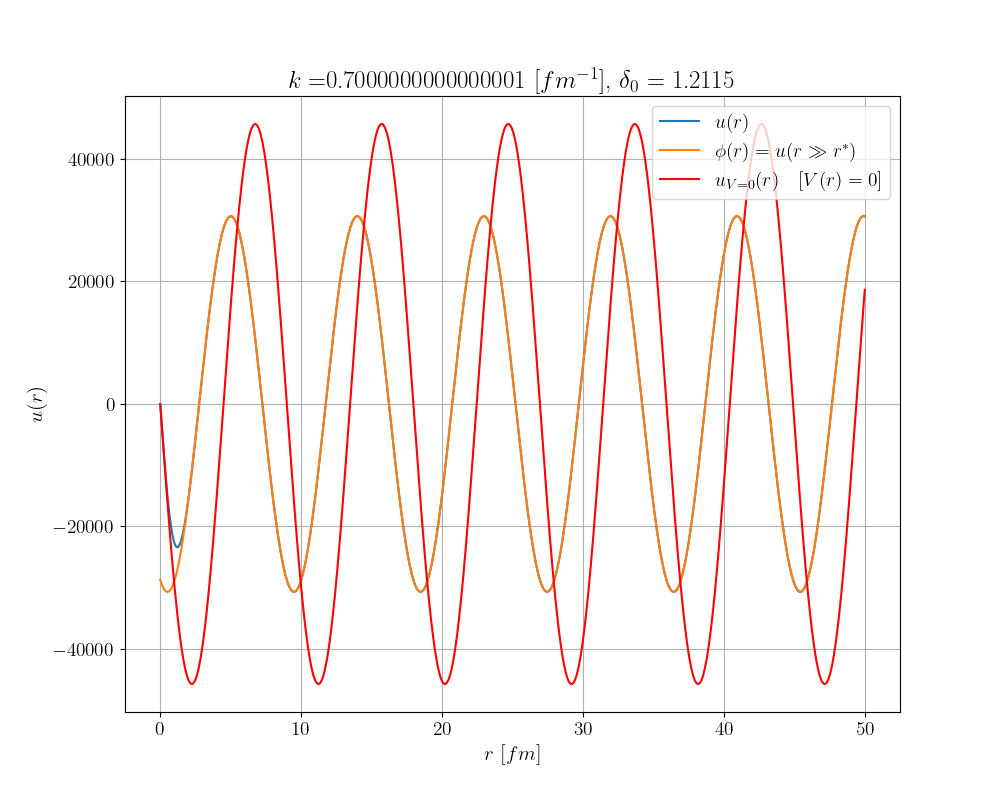 k =0.7000000000000001 [fm⁻¹], δ₀ = 1.2115
u(r)
ϕ(r) = u(r ≫ r*)
u_{V=0}(r) [V(r) = 0]
40000
20000
0
−20000
−40000
u(r)
0 10 20 30 40 50
r [fm]